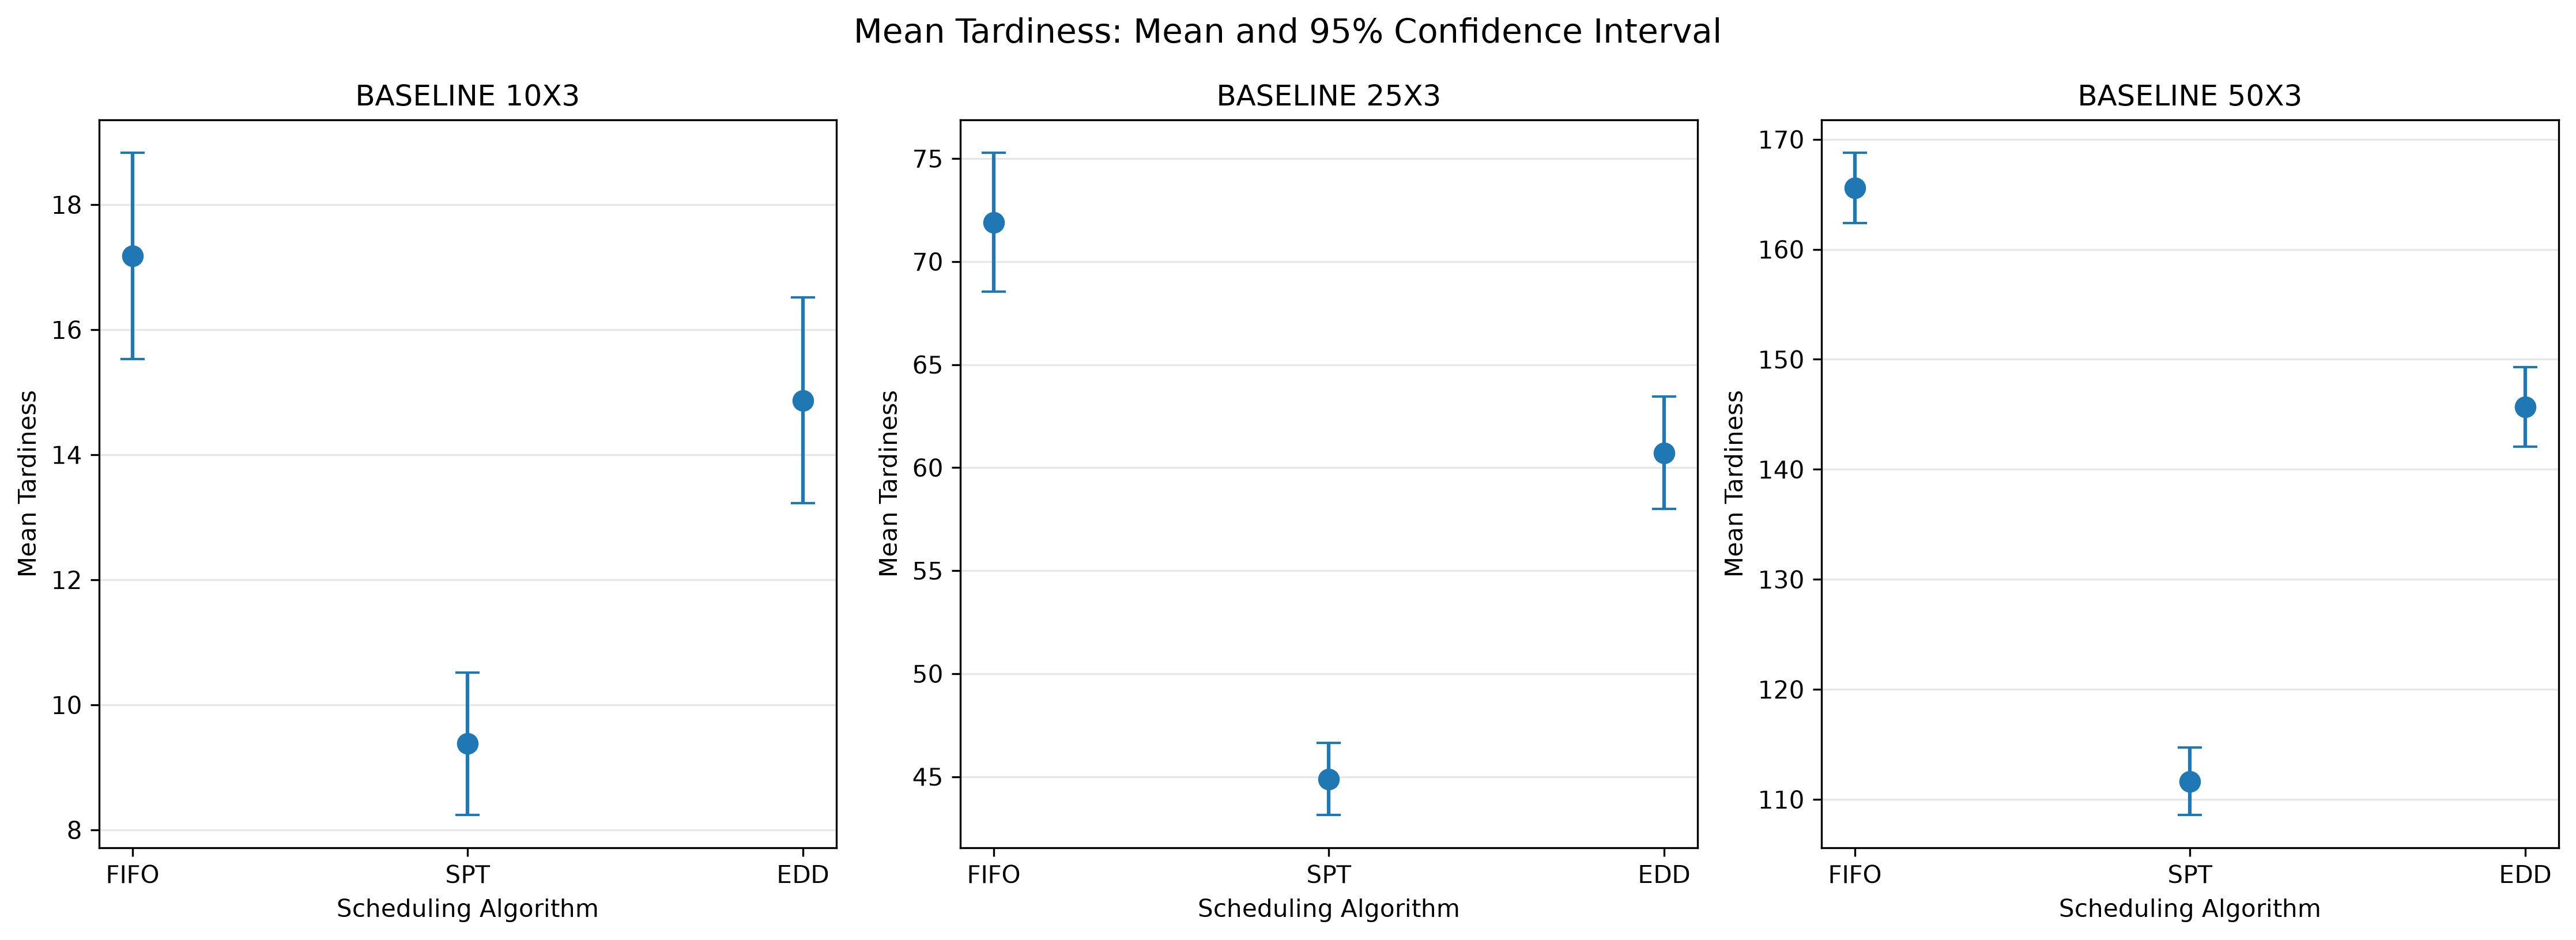 Mean Tardiness: Mean and 95% Confidence Interval
BASELINE 10X3
Mean Tardiness
18
16
14
12
10
8
FIFO
SPT
EDD
Scheduling Algorithm
BASELINE 25X3
Mean Tardiness
75
70
65
60
55
50
45
FIFO
SPT
EDD
Scheduling Algorithm
BASELINE 50X3
Mean Tardiness
170
160
150
140
130
120
110
FIFO
SPT
EDD
Scheduling Algorithm